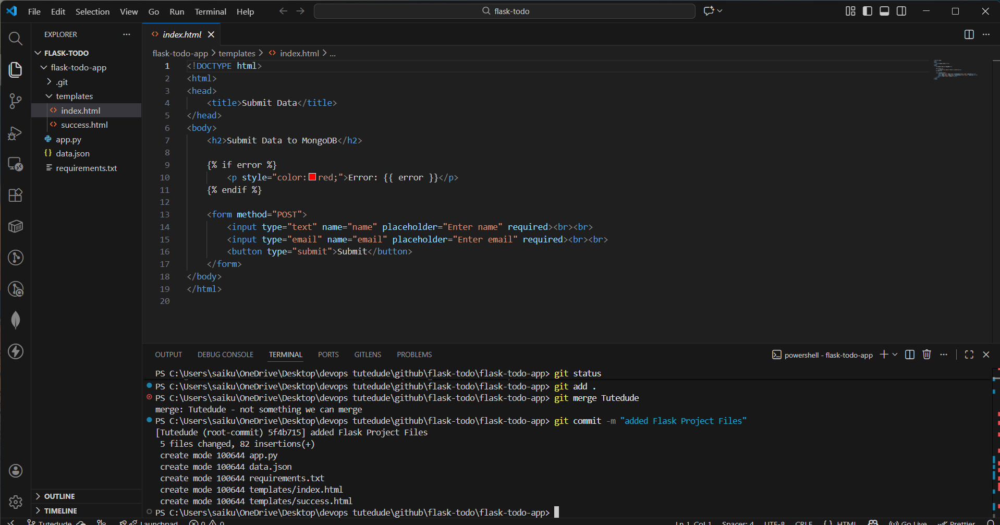 File Edit Selection View Go Run Terminal Help
flask-todo
EXPLORER
FLASK-TODO
flask-todo-app
.git
templates
index.html
success.html
app.py
data.json
requirements.txt
OUTLINE
TIMELINE
index.html
flask-todo-app > templates > index.html > ...
1 <!DOCTYPE html>
2 <html>
3 <head>
4 <title>Submit Data</title>
5 </head>
6 <body>
7 <h2>Submit Data to MongoDB</h2>
8
9 {% if error %}
10 <p style="color:red;">Error: {{ error }}</p>
11 {% endif %}
12
13 <form method="POST">
14 <input type="text" name="name" placeholder="Enter name" required><br><br>
15 <input type="email" name="email" placeholder="Enter email" required><br><br>
16 <button type="submit">Submit</button>
17 </form>
18 </body>
19 </html>
20
OUTPUT DEBUG CONSOLE TERMINAL PORTS GITLENS PROBLEMS
powershell - flask-todo-app
PS C:\Users\saiku\OneDrive\Desktop\devops tutedude\github\flask-todo\flask-todo-app> git status
PS C:\Users\saiku\OneDrive\Desktop\devops tutedude\github\flask-todo\flask-todo-app> git add .
PS C:\Users\saiku\OneDrive\Desktop\devops tutedude\github\flask-todo\flask-todo-app> git merge Tutedude
merge: Tutedude - not something we can merge
PS C:\Users\saiku\OneDrive\Desktop\devops tutedude\github\flask-todo\flask-todo-app> git commit -m "added Flask Project Files"
[Tutedude (root-commit) 5f4b715] added Flask Project Files
5 files changed, 82 insertions(+)
create mode 100644 app.py
create mode 100644 data.json
create mode 100644 requirements.txt
create mode 100644 templates/index.html
create mode 100644 templates/success.html
PS C:\Users\saiku\OneDrive\Desktop\devops tutedude\github\flask-todo\flask-todo-app>
Tutedude Launchpad 0 0 Ln 1, Col 1 Spaces: 4 UTF-8 CRLF {} HTML Go Live Prettier